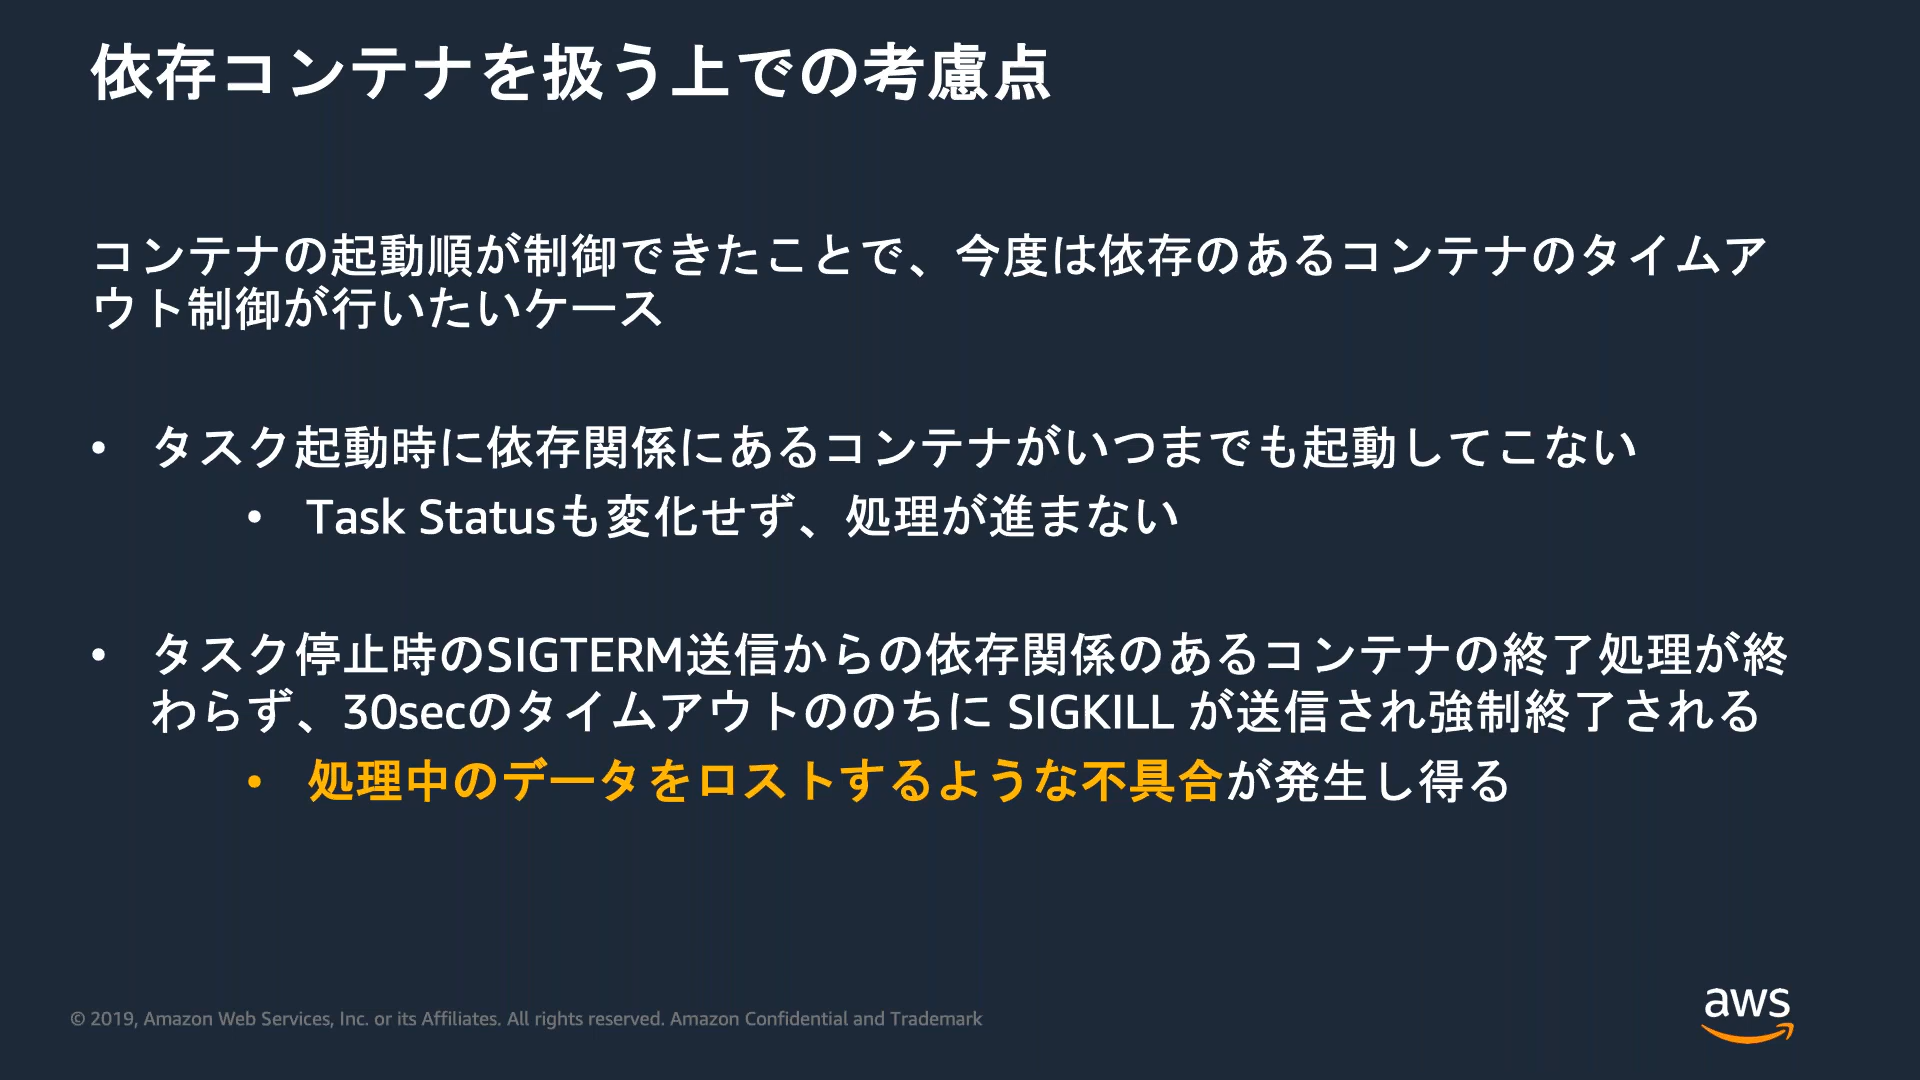 依存コンテナを扱う上での考慮点
コンテナの起動順が制御できたことで、今度は依存のあるコンテナのタイムア
ウト制御が行いたいケース
• タスク起動時に依存関係にあるコンテナがいつまでも起動してこない
• Task Statusも変化せず、処理が進まない
• タスク停止時のSIGTERM送信からの依存関係のあるコンテナの終了処理が終
わらず、30secのタイムアウトののちに SIGKILL が送信され強制終了される
• 処理中のデータをロストするような不具合が発生し得る
© 2019, Amazon Web Services, Inc. or its Affiliates. All rights reserved. Amazon Confidential and Trademark
aws